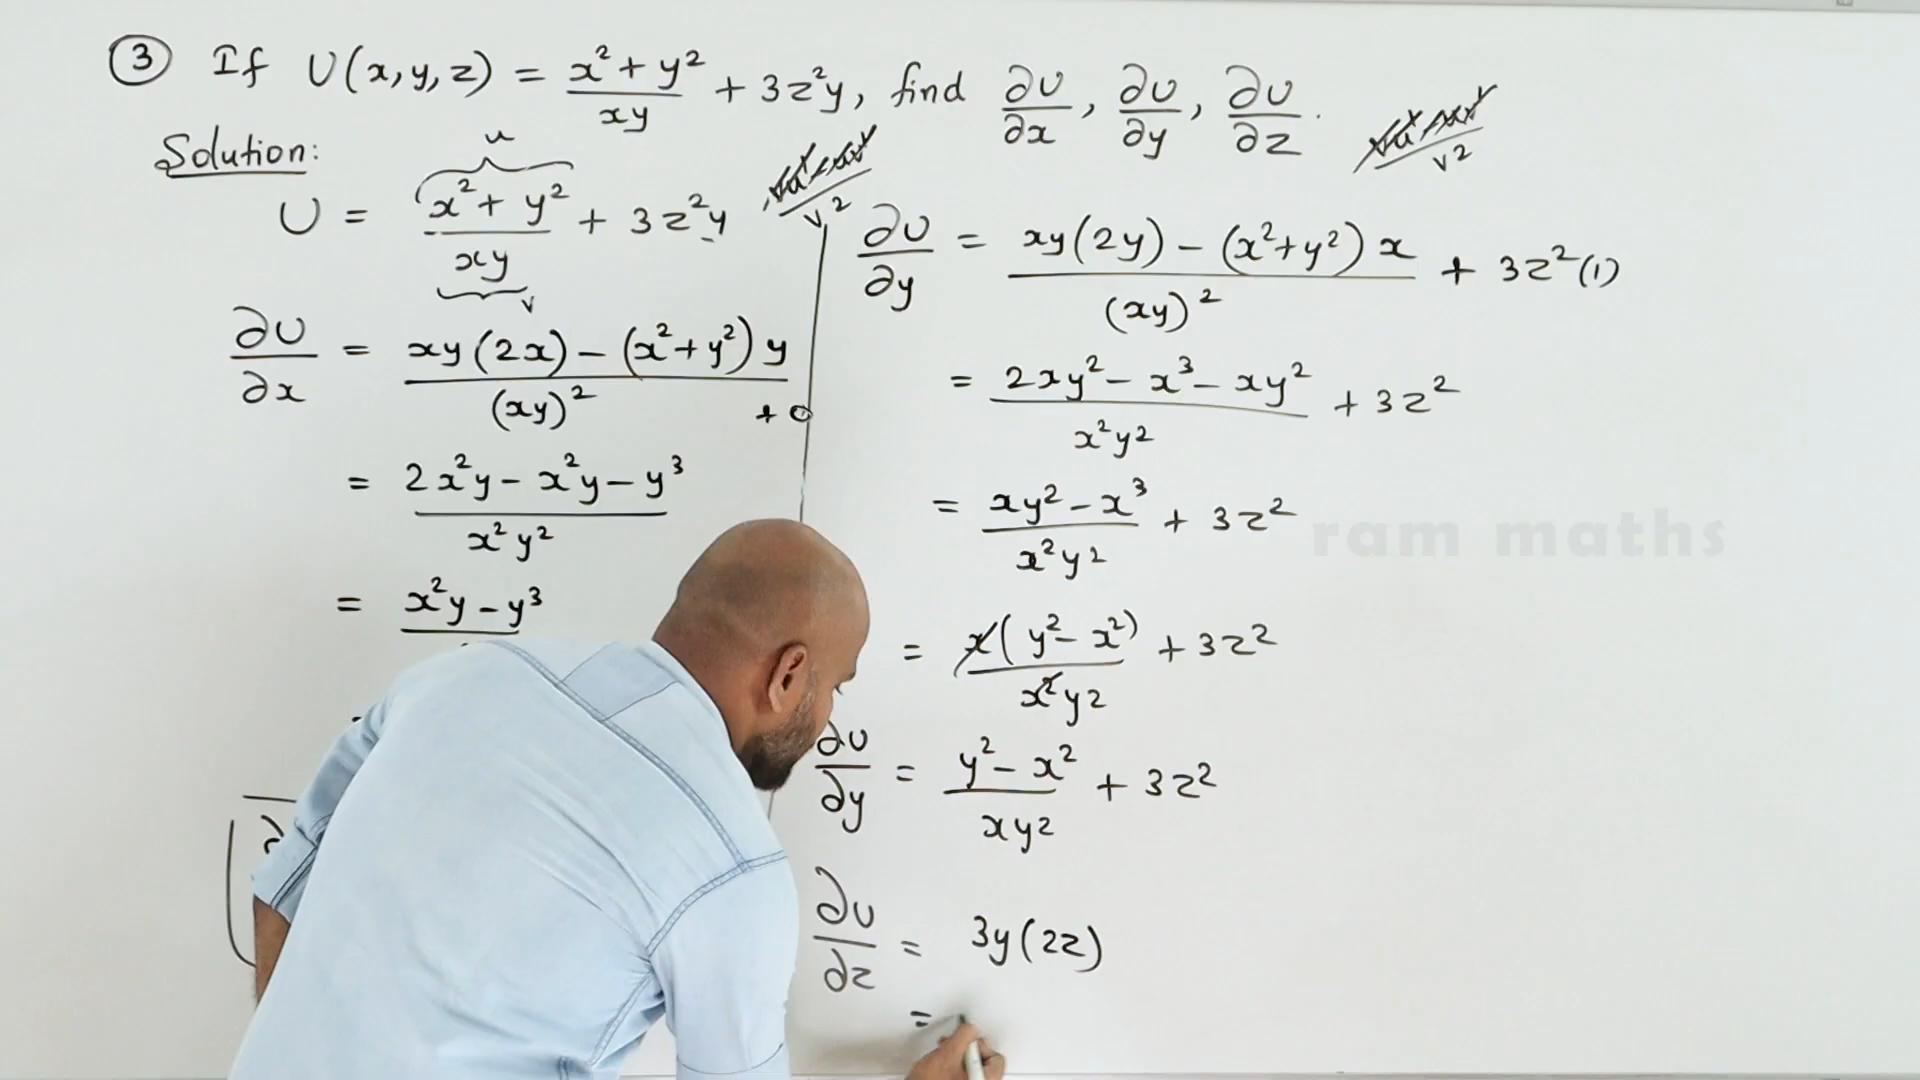 ③ If U(x,y,z) = (x²+y²)/(xy) + 3z²y, find ∂U/∂x, ∂U/∂y, ∂U/∂z.
Solution:
u
U = (x²+y²)/(xy) + 3z²y
v
∂U/∂x = (xy(2x) – (x²+y²)y)/(xy)² + 0
= (2x²y – x²y – y³)/(x²y²)
= x²y – y³
v²
v²
∂U/∂y = (xy(2y) – (x²+y²)x)/(xy)² + 3z²(1)
= (2xy² – x³ – xy²)/(x²y²) + 3z²
= (xy² – x³)/(x²y²) + 3z²
= x(y² – x²)/(x²y²) + 3z²
∂U/∂y = (y² – x²)/(xy²) + 3z²
∂U/∂z = 3y(2z)
=
ram maths